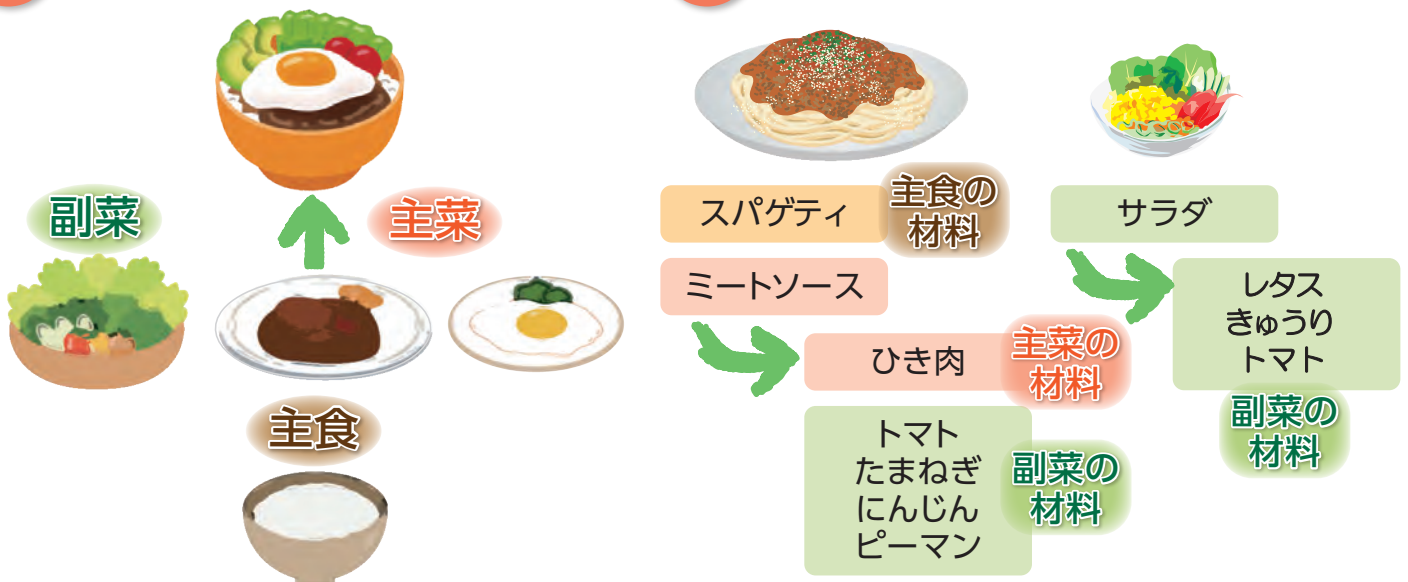 副菜
主菜
主食
スパゲティ
主食の
材料
ミートソース
ひき肉
主菜の
材料
トマト
たまねぎ
にんじん
ピーマン
副菜の
材料
サラダ
レタス
きゅうり
トマト
副菜の
材料